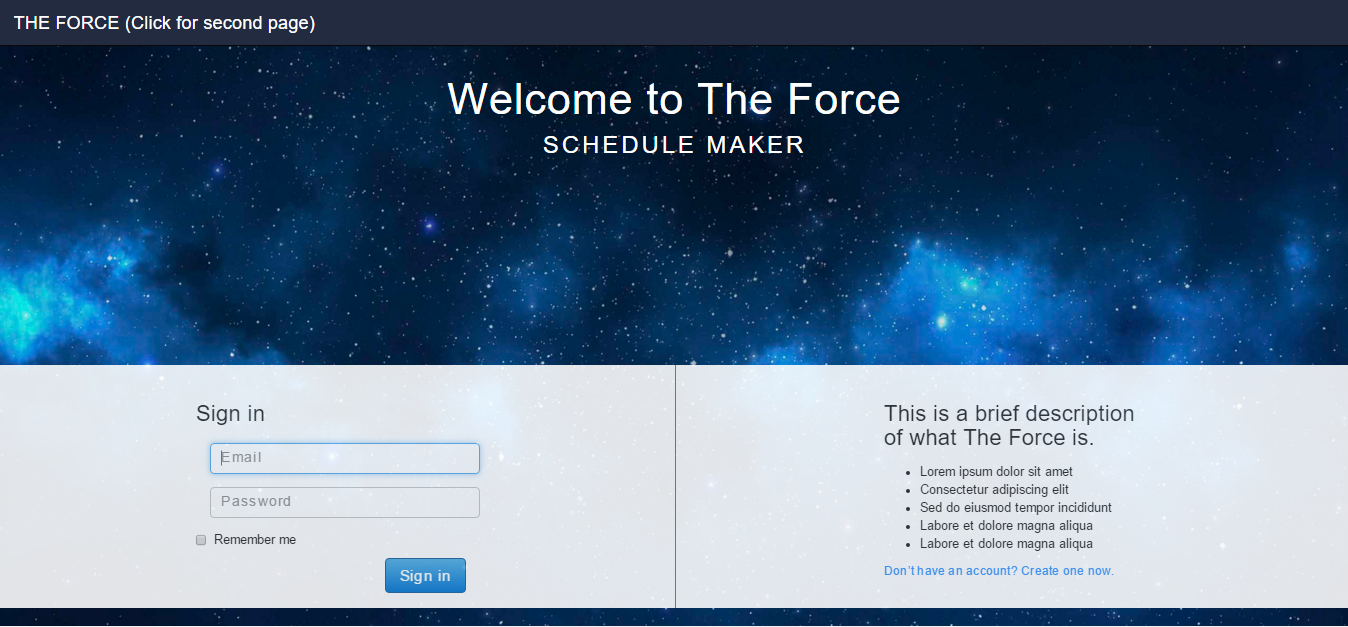 THE FORCE (Click for second page)
Welcome to The Force
SCHEDULE MAKER
Sign in
Email
Password
Remember me
Sign in
This is a brief description
of what The Force is.
Lorem ipsum dolor sit amet
Consectetur adipiscing elit
Sed do eiusmod tempor incididunt
Labore et dolore magna aliqua
Labore et dolore magna aliqua
Don't have an account? Create one now.